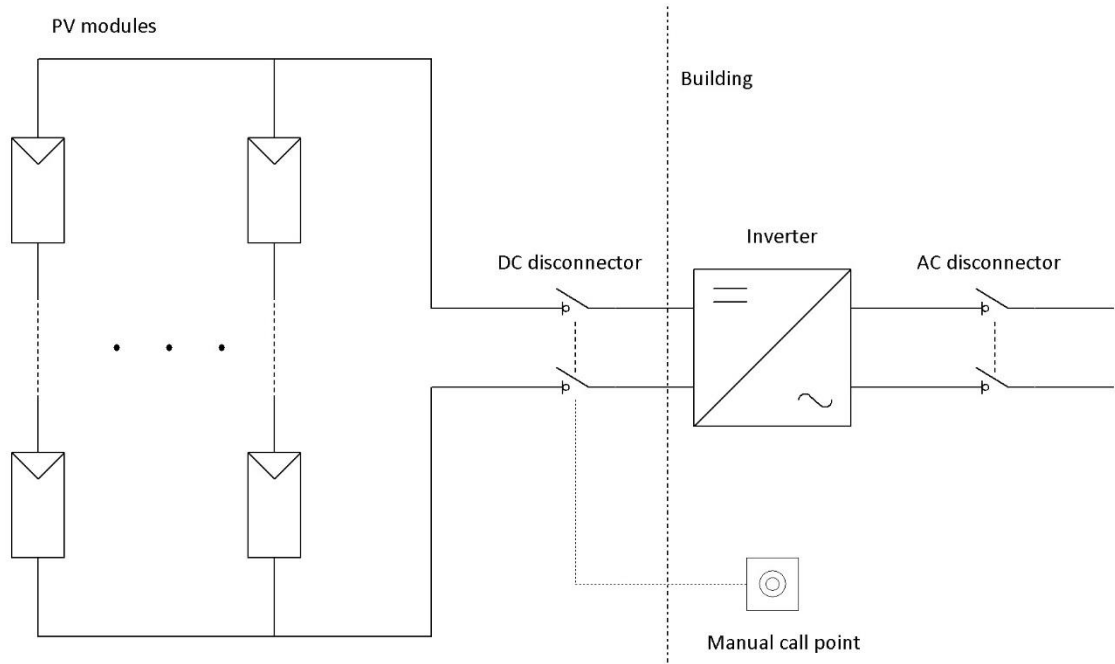 PV modules
Building
Inverter
DC disconnector
AC disconnector
Manual call point